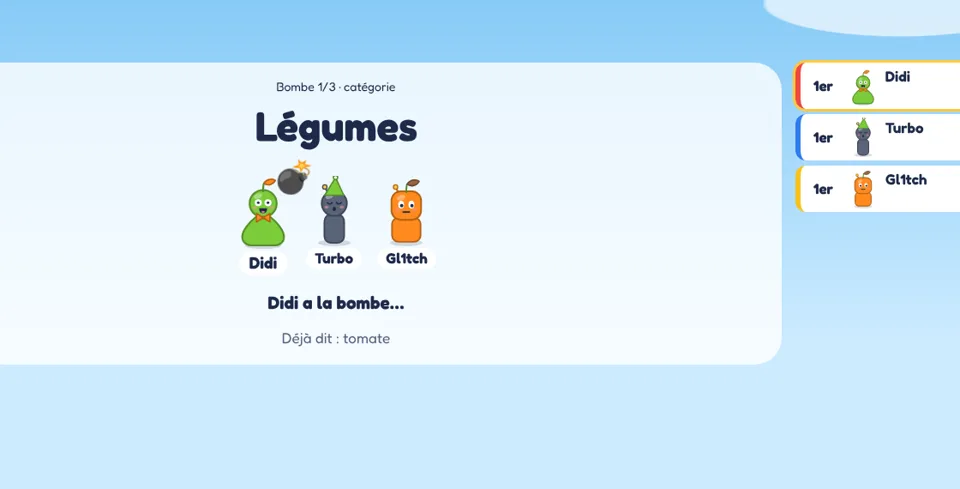 Bombe 1/3 · catégorie
Légumes
Didi
Turbo
Gl1tch
Didi a la bombe...
Déjà dit : tomate
1er
Didi
1er
Turbo
1er
Gl1tch